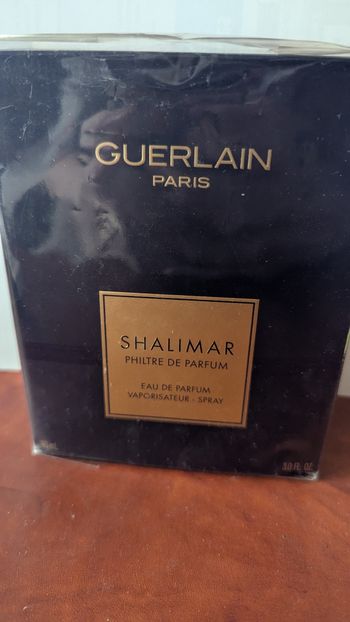 GUERLAIN
PARIS
SHALIMAR
PHILTRE DE PARFUM
EAU DE PARFUM
VAPORISATEUR - SPRAY
3.0 FL. OZ.